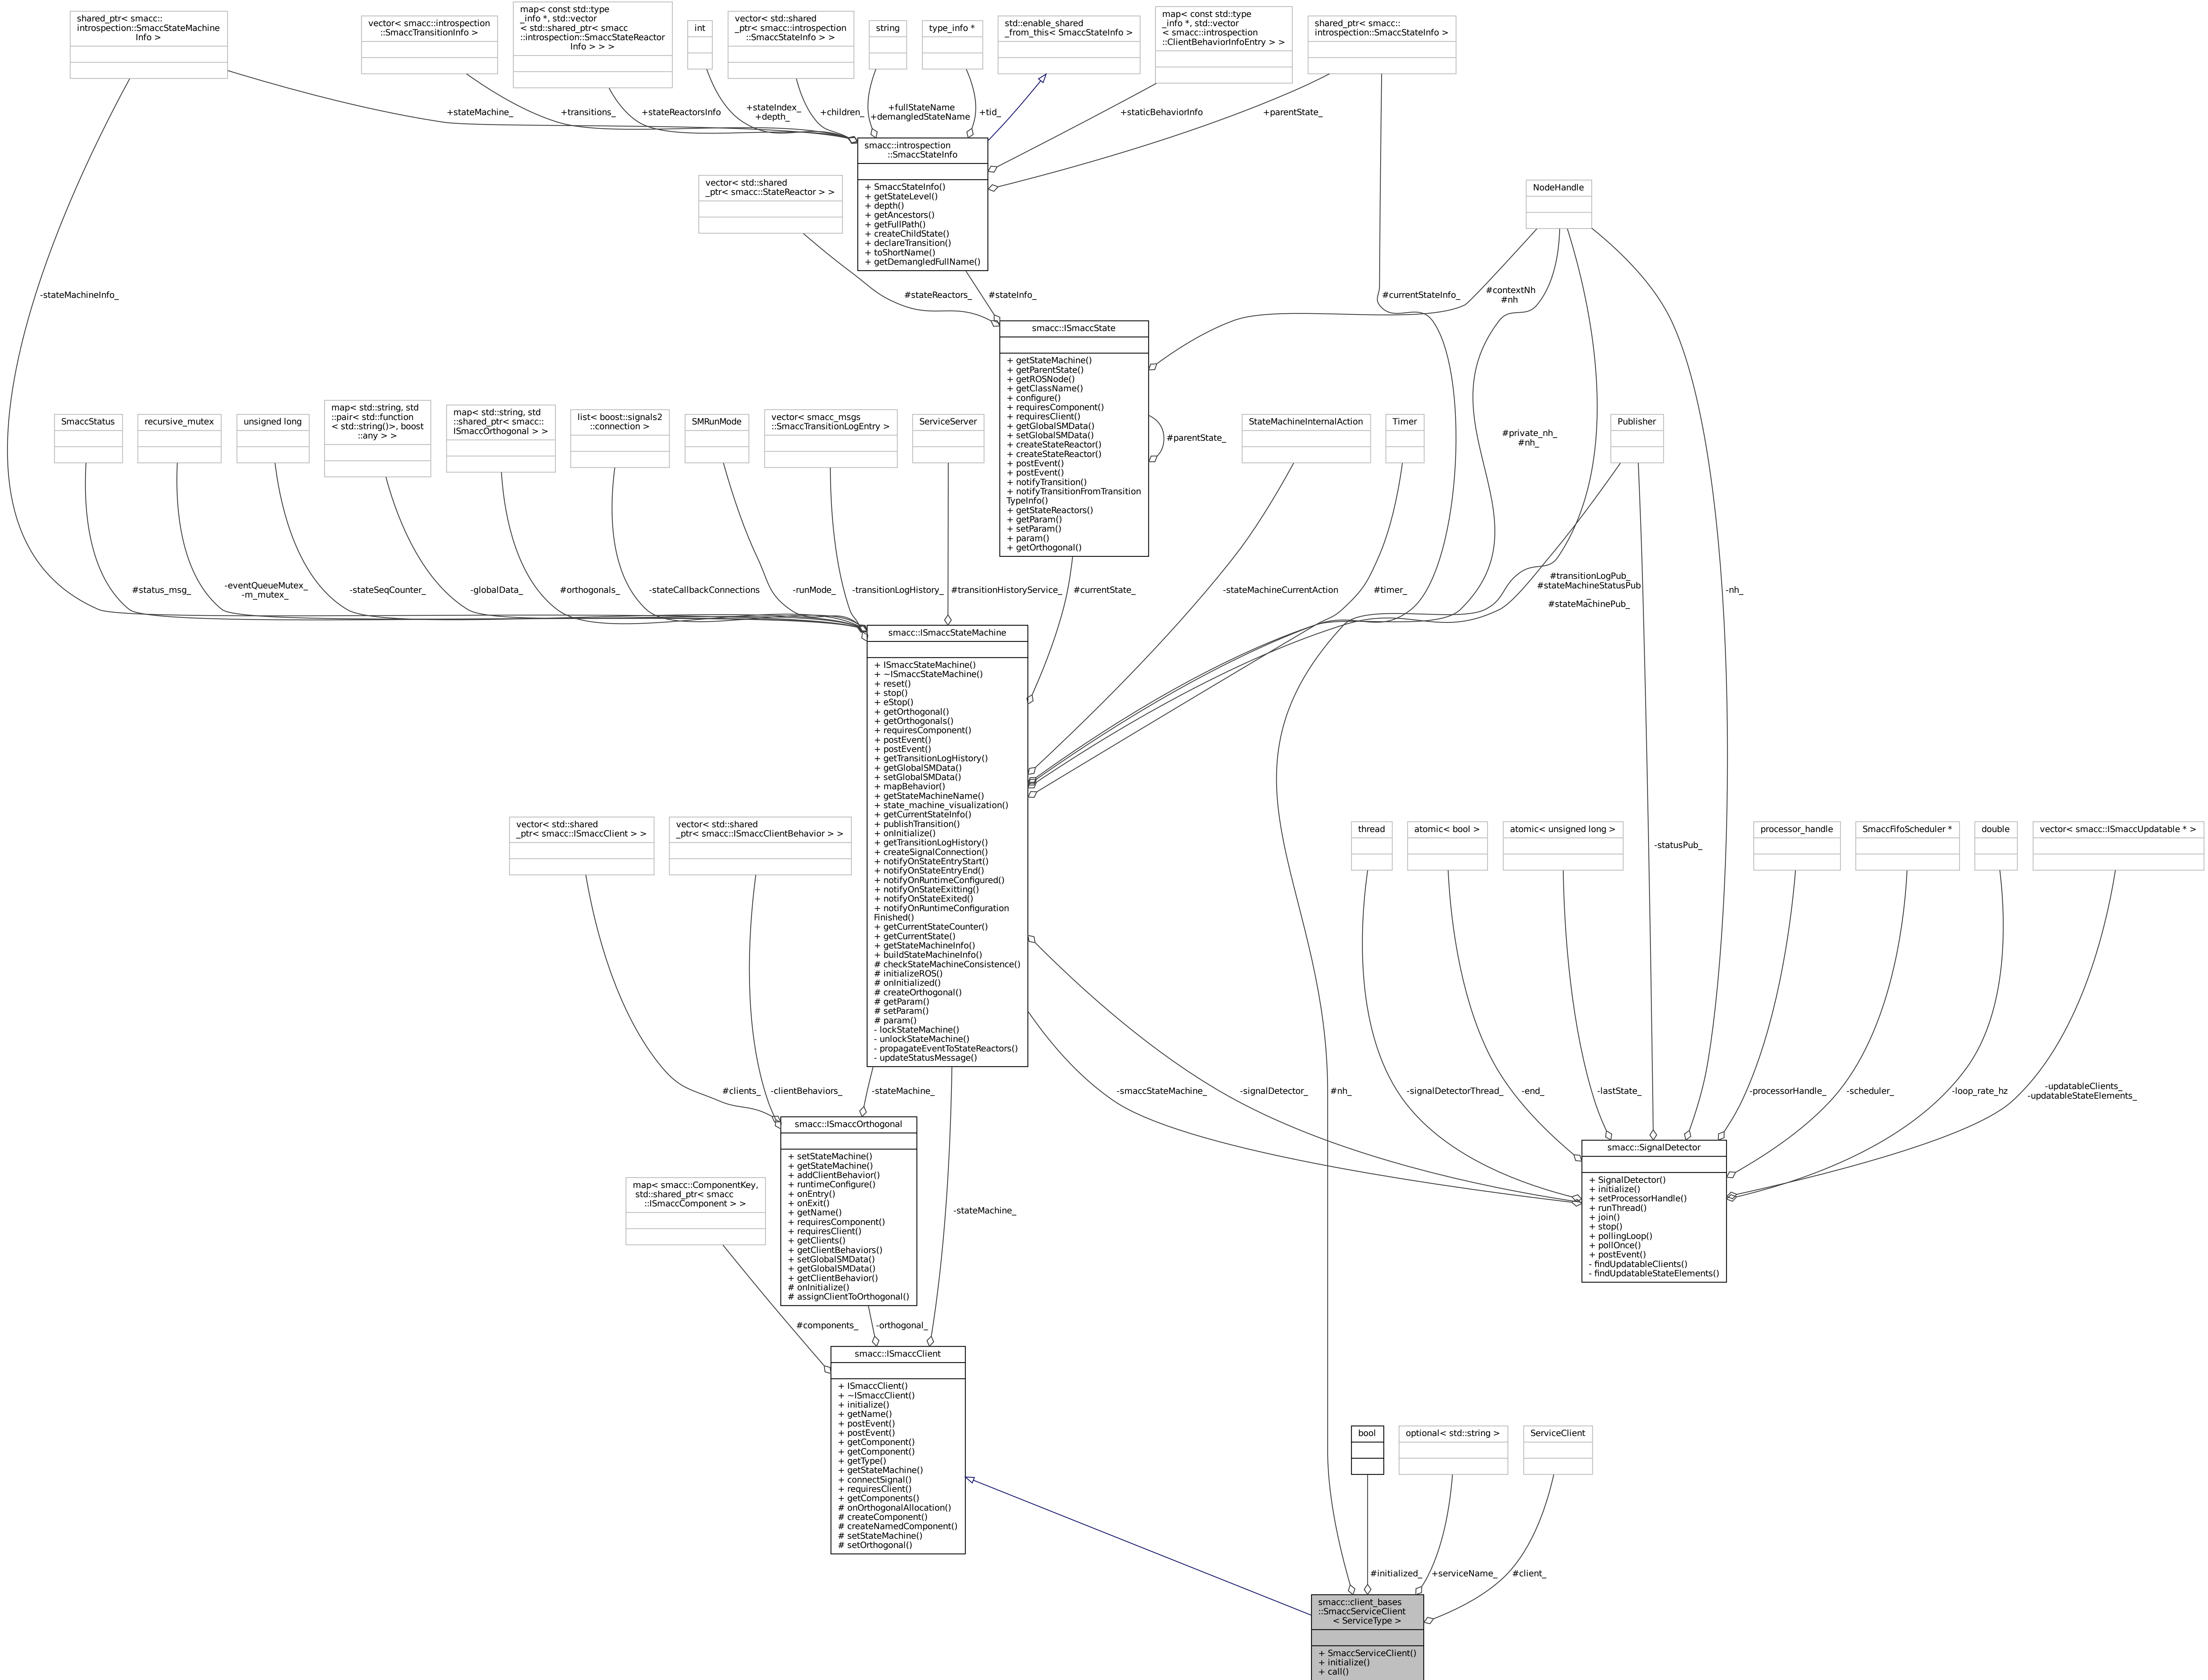 shared_ptr< smacc::
introspection::SmaccStateMachine
Info >
vector< smacc::introspection
::SmaccTransitionInfo >
map< const std::type
_info *, std::vector
< std::shared_ptr< smacc
::introspection::SmaccStateReactor
Info > > >
int
vector< std::shared
_ptr< smacc::introspection
::SmaccStateInfo > >
string
type_info *
std::enable_shared
_from_this< SmaccStateInfo >
map< const std::type
_info *, std::vector
< smacc::introspection
::ClientBehaviorInfoEntry > >
shared_ptr< smacc::
introspection::SmaccStateInfo >
+stateMachine_
+transitions_
+stateReactorsInfo
+stateIndex_
+depth_
+children_
+fullStateName
+demangledStateName
+tid_
+staticBehaviorInfo
+parentState_
smacc::introspection
::SmaccStateInfo
+ SmaccStateInfo()
+ getStateLevel()
+ depth()
+ getAncestors()
+ getFullPath()
+ createChildState()
+ declareTransition()
+ toShortName()
+ getDemangledFullName()
vector< std::shared
_ptr< smacc::StateReactor > >
NodeHandle
-stateMachineInfo_
#stateReactors_
#stateInfo_
#currentStateInfo_
#contextNh
#nh
smacc::ISmaccState
+ getStateMachine()
+ getParentState()
+ getROSNode()
+ getClassName()
+ configure()
+ requiresComponent()
+ requiresClient()
+ getGlobalSMData()
+ setGlobalSMData()
+ createStateReactor()
+ createStateReactor()
+ postEvent()
+ postEvent()
+ notifyTransition()
+ notifyTransitionFromTransition
TypeInfo()
+ getStateReactors()
+ getParam()
+ setParam()
+ param()
+ getOrthogonal()
#parentState_
SmaccStatus
recursive_mutex
unsigned long
map< std::string, std
::pair< std::function
< std::string()>, boost
::any > >
map< std::string, std
::shared_ptr< smacc::
ISmaccOrthogonal > >
list< boost::signals2
::connection >
SMRunMode
vector< smacc_msgs
::SmaccTransitionLogEntry >
ServiceServer
StateMachineInternalAction
Timer
#private_nh_
#nh_
Publisher
#status_msg_
-eventQueueMutex_
-m_mutex_
-stateSeqCounter_
-globalData_
#orthogonals_
-stateCallbackConnections
-runMode_
-transitionLogHistory_
#transitionHistoryService_
#currentState_
-stateMachineCurrentAction
#timer_
#transitionLogPub_
#stateMachineStatusPub
_
#stateMachinePub_
-nh_
smacc::ISmaccStateMachine
+ ISmaccStateMachine()
+ ~ISmaccStateMachine()
+ reset()
+ stop()
+ eStop()
+ getOrthogonal()
+ getOrthogonals()
+ requiresComponent()
+ postEvent()
+ postEvent()
+ getTransitionLogHistory()
+ getGlobalSMData()
+ setGlobalSMData()
+ mapBehavior()
+ getStateMachineName()
+ state_machine_visualization()
+ getCurrentStateInfo()
+ publishTransition()
+ onInitialize()
+ getTransitionLogHistory()
+ createSignalConnection()
+ notifyOnStateEntryStart()
+ notifyOnStateEntryEnd()
+ notifyOnRuntimeConfigured()
+ notifyOnStateExitting()
+ notifyOnStateExited()
+ notifyOnRuntimeConfiguration
Finished()
+ getCurrentStateCounter()
+ getCurrentState()
+ getStateMachineInfo()
+ buildStateMachineInfo()
# checkStateMachineConsistence()
# initializeROS()
# onInitialized()
# createOrthogonal()
# getParam()
# setParam()
# param()
- lockStateMachine()
- unlockStateMachine()
- propagateEventToStateReactors()
- updateStatusMessage()
vector< std::shared
_ptr< smacc::ISmaccClient > >
vector< std::shared
_ptr< smacc::ISmaccClientBehavior > >
thread
atomic< bool >
atomic< unsigned long >
-statusPub_
processor_handle
SmaccFifoScheduler *
double
vector< smacc::ISmaccUpdatable * >
#clients_
-clientBehaviors_
-stateMachine_
-smaccStateMachine_
-signalDetector_
#nh_
-signalDetectorThread_
-end_
-lastState_
-processorHandle_
-scheduler_
-loop_rate_hz
-updatableClients_
-updatableStateElements_
smacc::ISmaccOrthogonal
+ setStateMachine()
+ getStateMachine()
+ addClientBehavior()
+ runtimeConfigure()
+ onEntry()
+ onExit()
+ getName()
+ requiresComponent()
+ requiresClient()
+ getClients()
+ getClientBehaviors()
+ setGlobalSMData()
+ getGlobalSMData()
+ getClientBehavior()
# onInitialize()
# assignClientToOrthogonal()
smacc::SignalDetector
+ SignalDetector()
+ initialize()
+ setProcessorHandle()
+ runThread()
+ join()
+ stop()
+ pollingLoop()
+ pollOnce()
+ postEvent()
- findUpdatableClients()
- findUpdatableStateElements()
map< smacc::ComponentKey,
std::shared_ptr< smacc
::ISmaccComponent > >
-stateMachine_
#components_
-orthogonal_
smacc::ISmaccClient
+ ISmaccClient()
+ ~ISmaccClient()
+ initialize()
+ getName()
+ postEvent()
+ postEvent()
+ getComponent()
+ getComponent()
+ getType()
+ getStateMachine()
+ connectSignal()
+ requiresClient()
+ getComponents()
# onOrthogonalAllocation()
# createComponent()
# createNamedComponent()
# setStateMachine()
# setOrthogonal()
bool
optional< std::string >
ServiceClient
#initialized_
+serviceName_
#client_
smacc::client_bases
::SmaccServiceClient
< ServiceType >
+ SmaccServiceClient()
+ initialize()
+ call()